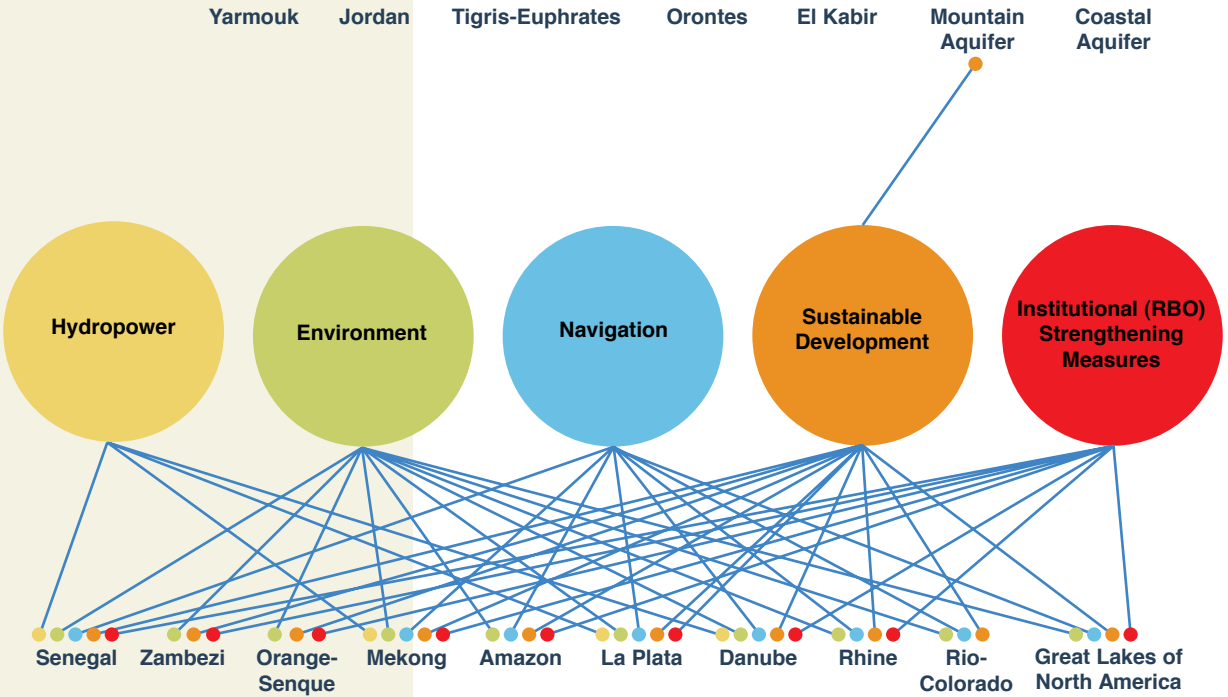 Yarmouk
Jordan
Tigris-Euphrates
Orontes
El Kabir
Mountain
Aquifer
Coastal
Aquifer
Hydropower
Environment
Navigation
Sustainable
Development
Institutional (RBO)
Strengthening
Measures
Senegal
Zambezi
Orange-
Senque
Mekong
Amazon
La Plata
Danube
Rhine
Rio-
Colorado
Great Lakes of
North America